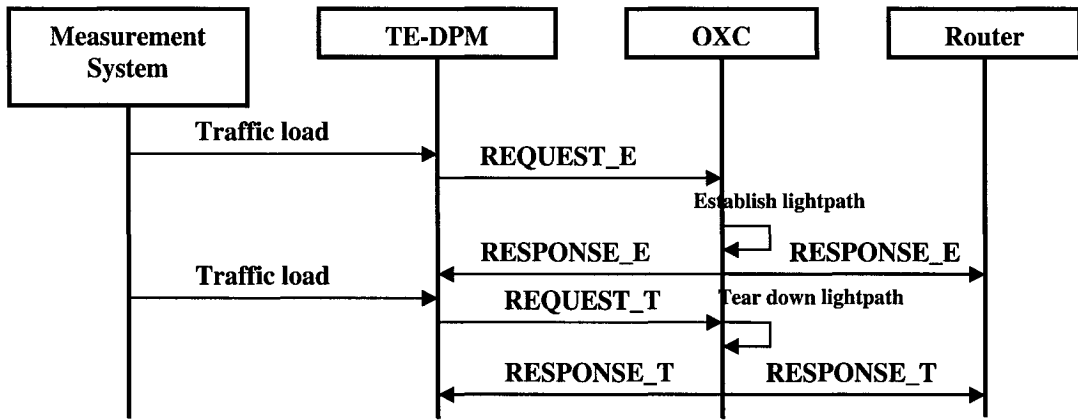 Measurement
System
TE-DPM
OXC
Router
Traffic load
REQUEST_E
Establish lightpath
RESPONSE_E
RESPONSE_E
Traffic load
REQUEST_T
Tear down lightpath
RESPONSE_T
RESPONSE_T